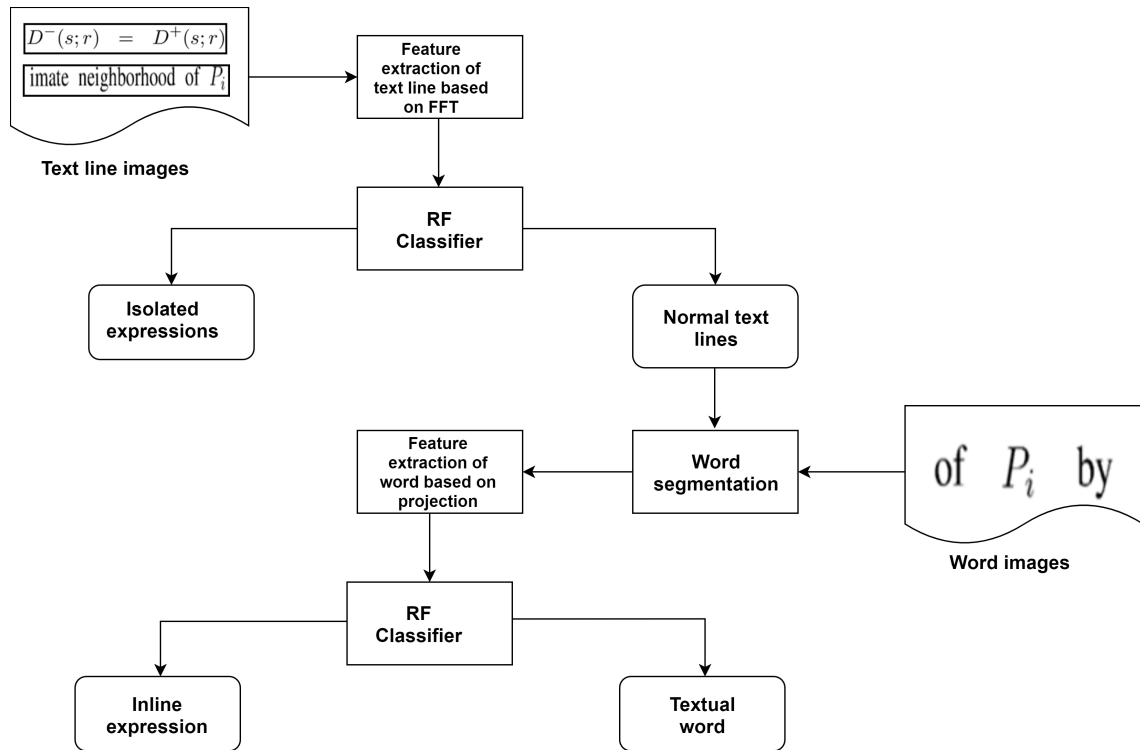 D⁻(s;r) = D⁺(s;r)
imate neighborhood of Pᵢ
Text line images
Feature
extraction of
text line based
on FFT
RF
Classifier
Isolated
expressions
Normal text
lines
Feature
extraction of
word based on
projection
Word
segmentation
of Pᵢ by
Word images
RF
Classifier
Inline
expression
Textual
word